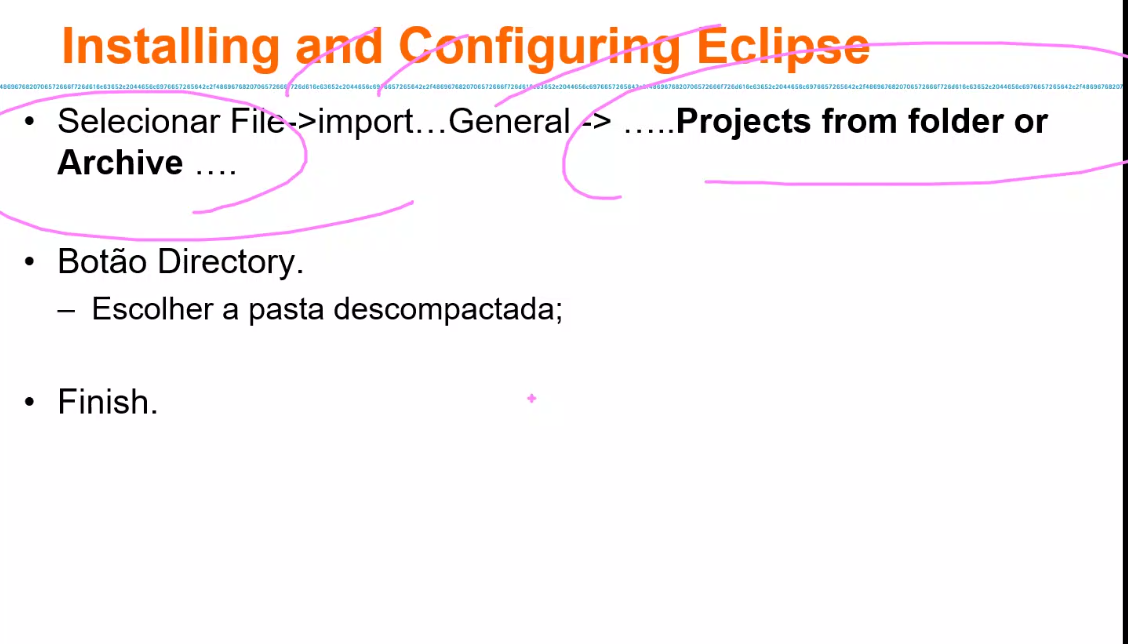 Installing and Configuring Eclipse
• Selecionar File->import…General -> …..Projects from folder or
Archive ….
• Botão Directory.
– Escolher a pasta descompactada;
• Finish.